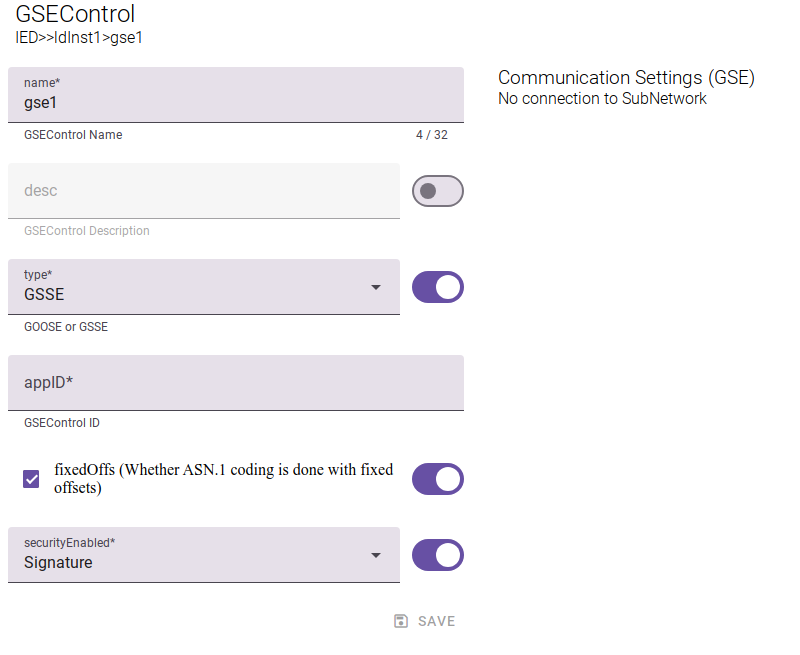 GSEControl
IED>>ldInst1>gse1
name*
gse1
GSEControl Name
4 / 32
desc
GSEControl Description
type*
GSSE
GOOSE or GSSE
appID*
GSEControl ID
fixedOffs (Whether ASN.1 coding is done with fixed
offsets)
securityEnabled*
Signature
SAVE
Communication Settings (GSE)
No connection to SubNetwork